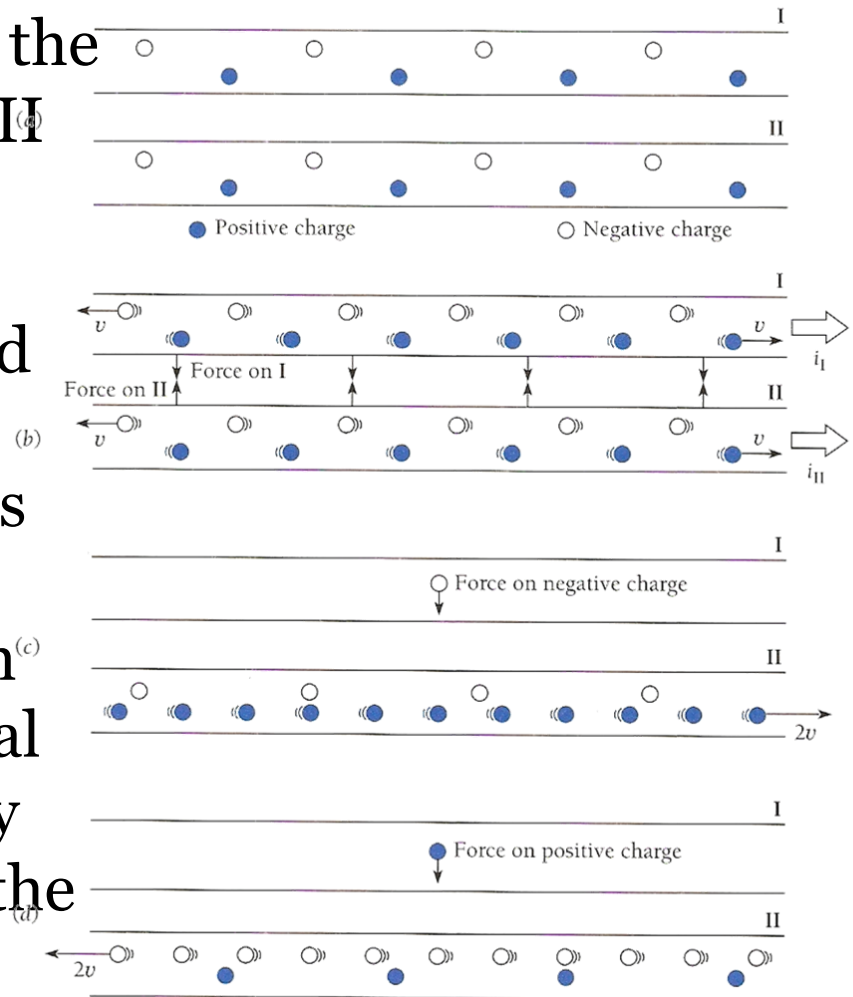 I
the
II
(a)
II
Positive charge
Negative charge
I
v
v
i_I
d
Force on I
Force on II
II
(b)
v
v
i_II
s
I
Force on negative charge
n
(c)
II
al
2v
y
I
Force on positive charge
the
(d)
II
2v